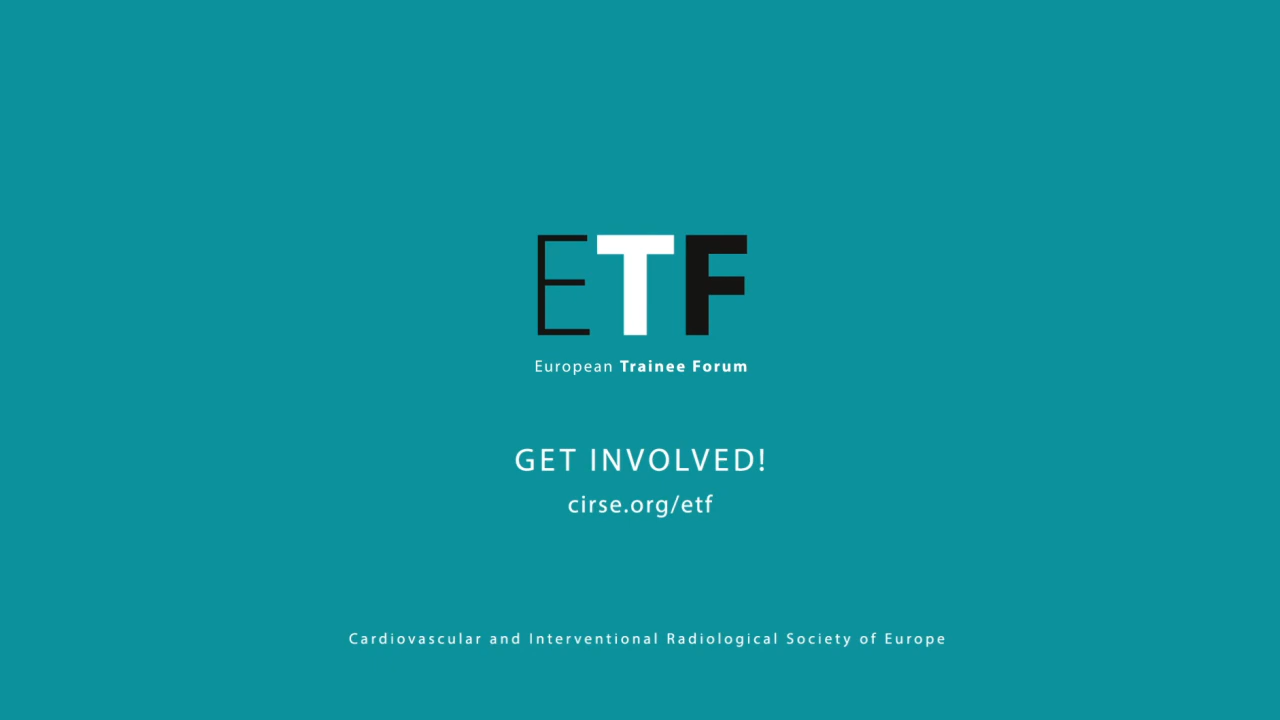 ETF
European Trainee Forum
GET INVOLVED!
cirse.org/etf
Cardiovascular and Interventional Radiological Society of Europe